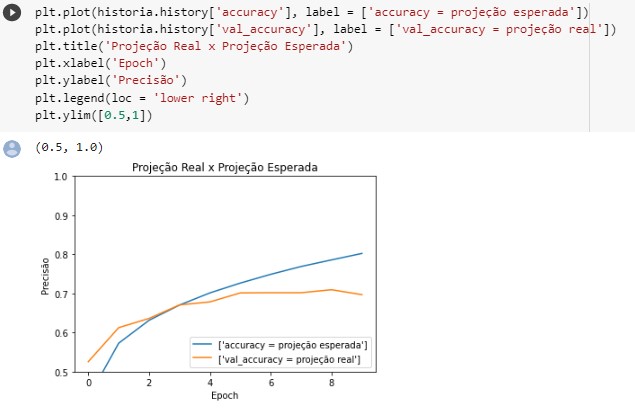 plt.plot(historia.history['accuracy'], label = ['accuracy = projeção esperada'])
plt.plot(historia.history['val_accuracy'], label = ['val_accuracy = projeção real'])
plt.title('Projeção Real x Projeção Esperada')
plt.xlabel('Epoch')
plt.ylabel('Precisão')
plt.legend(loc = 'lower right')
plt.ylim([0.5,1])
(0.5, 1.0)
Projeção Real x Projeção Esperada
1.0
0.9
0.8
0.7
0.6
0.5
Precisão
['accuracy = projeção esperada']
['val_accuracy = projeção real']
0 2 4 6 8
Epoch